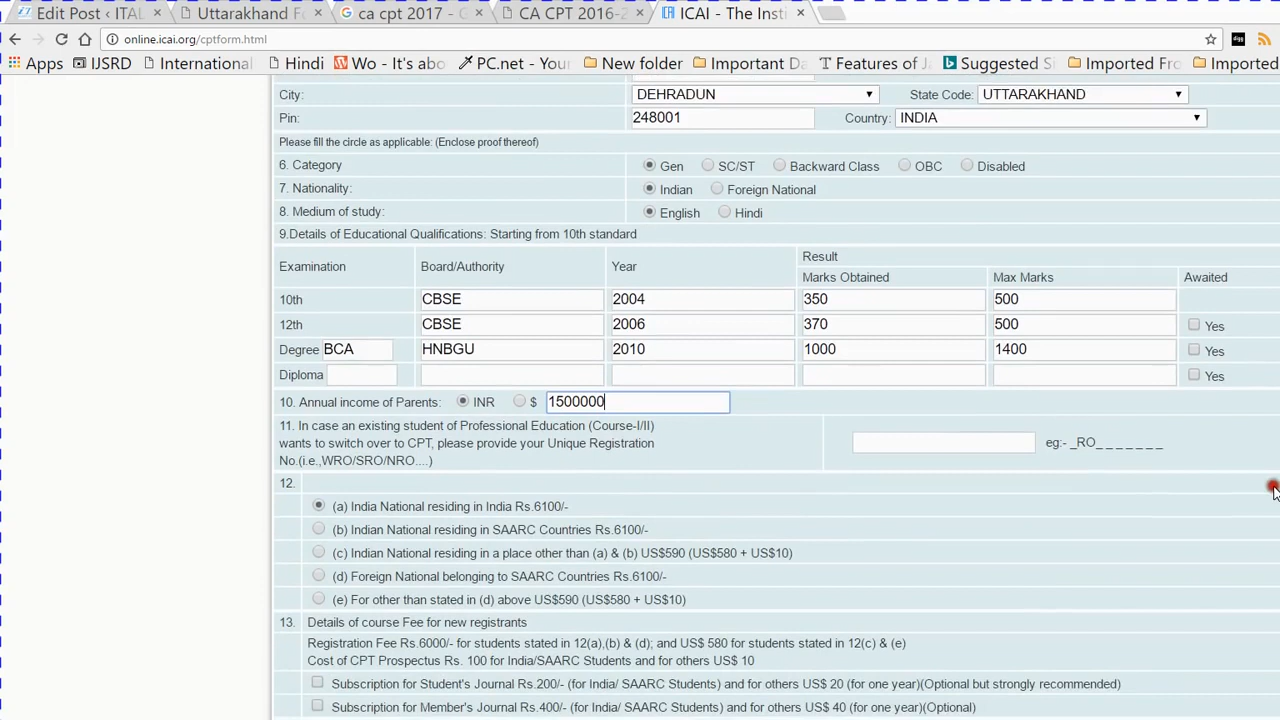 Edit Post ‹ ITAL
Uttarakhand F
ca cpt 2017 - G
CA CPT 2016-2
ICAI - The Insti
online.icai.org/cptform.html
Apps
IJSRD
International
Hindi
Wo - It's abo
PC.net - Your
New folder
Important Da
Features of Ja
Suggested Si
Imported Fro
Imported
City: DEHRADUN State Code: UTTARAKHAND
Pin: 248001 Country: INDIA
Please fill the circle as applicable: (Enclose proof thereof)
6. Category Gen SC/ST Backward Class OBC Disabled
7. Nationality: Indian Foreign National
8. Medium of study: English Hindi
9.Details of Educational Qualifications: Starting from 10th standard
Examination Board/Authority Year Result
Marks Obtained Max Marks Awaited
10th CBSE 2004 350 500
12th CBSE 2006 370 500 Yes
Degree BCA HNBGU 2010 1000 1400 Yes
Diploma Yes
10. Annual income of Parents: INR $ 1500000
11. In case an existing student of Professional Education (Course-I/II)
wants to switch over to CPT, please provide your Unique Registration
No.(i.e.,WRO/SRO/NRO....) eg:- _RO_ _ _ _ _ _ _
12.
(a) India National residing in India Rs.6100/-
(b) Indian National residing in SAARC Countries Rs.6100/-
(c) Indian National residing in a place other than (a) & (b) US$590 (US$580 + US$10)
(d) Foreign National belonging to SAARC Countries Rs.6100/-
(e) For other than stated in (d) above US$590 (US$580 + US$10)
13. Details of course Fee for new registrants
Registration Fee Rs.6000/- for students stated in 12(a),(b) & (d); and US$ 580 for students stated in 12(c) & (e)
Cost of CPT Prospectus Rs. 100 for India/SAARC Students and for others US$ 10
Subscription for Student's Journal Rs.200/- (for India/ SAARC Students) and for others US$ 20 (for one year)(Optional but strongly recommended)
Subscription for Member's Journal Rs.400/- (for India/ SAARC Students) and for others US$ 40 (for one year)(Optional)